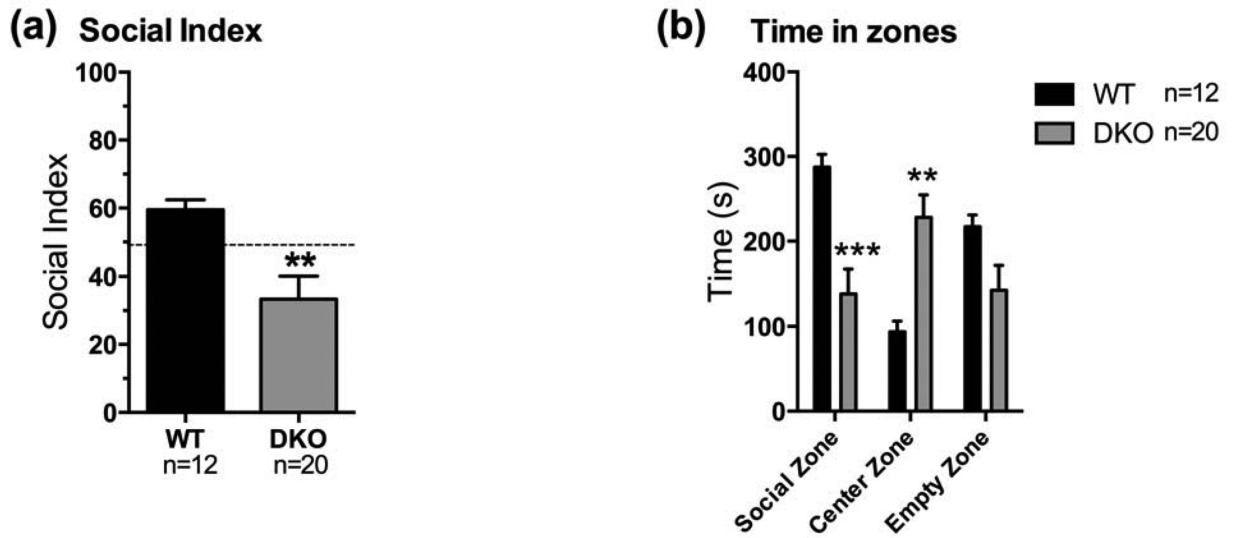 (a) Social Index
100
80
60
40
20
0
Social Index
**
WT
n=12
DKO
n=20
(b) Time in zones
400
300
200
100
0
Time (s)
***
**
Social Zone
Center Zone
Empty Zone
WT n=12
DKO n=20